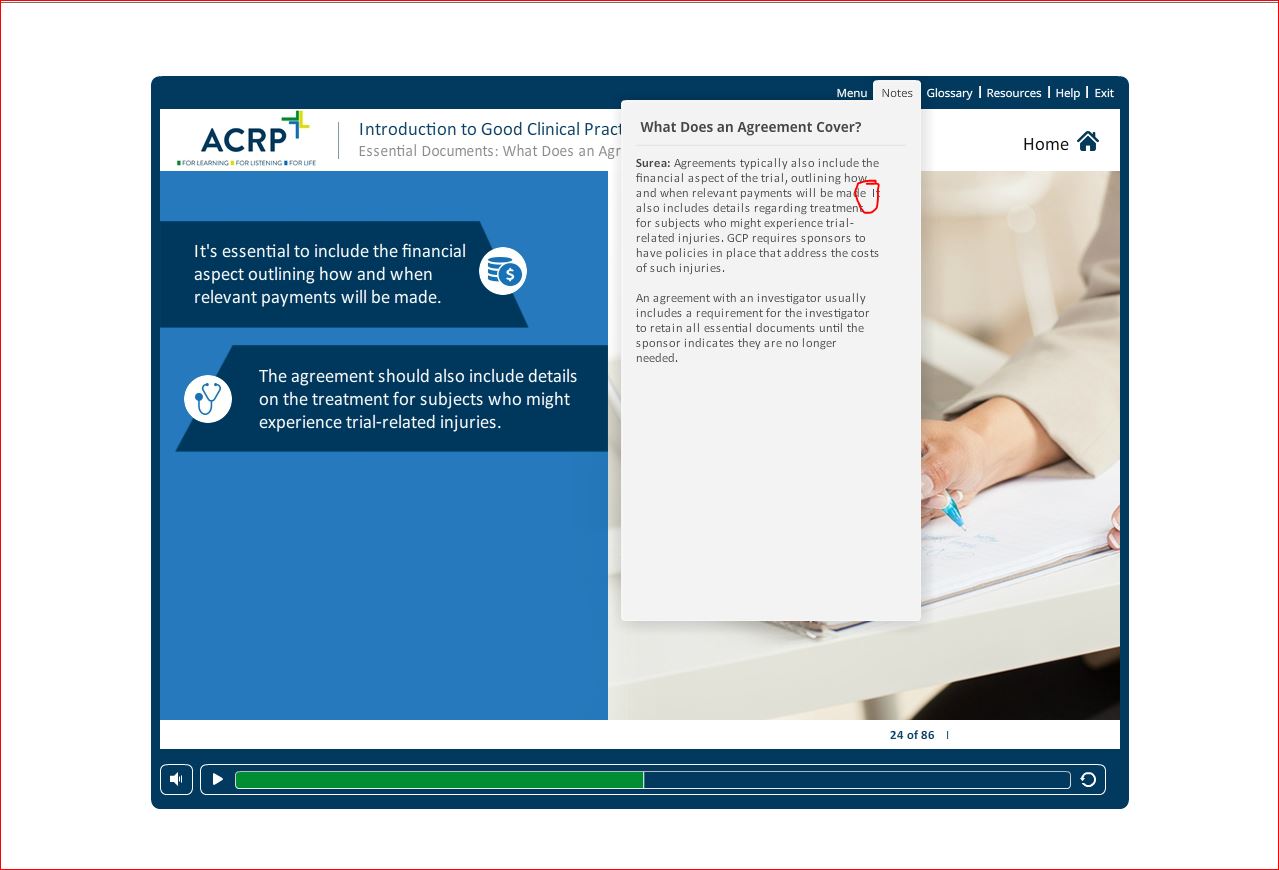 Menu Notes Glossary | Resources | Help | Exit
ACRP
FOR LEARNING FOR LISTENING FOR LIFE
Introduction to Good Clinical Pract
Essential Documents: What Does an Agr
Home
It's essential to include the financial
aspect outlining how and when
relevant payments will be made.
The agreement should also include details
on the treatment for subjects who might
experience trial-related injuries.
What Does an Agreement Cover?
Surea: Agreements typically also include the
financial aspect of the trial, outlining how
and when relevant payments will be made It
also includes details regarding treatment
for subjects who might experience trial-
related injuries. GCP requires sponsors to
have policies in place that address the costs
of such injuries.
An agreement with an investigator usually
includes a requirement for the investigator
to retain all essential documents until the
sponsor indicates they are no longer
needed.
24 of 86 |